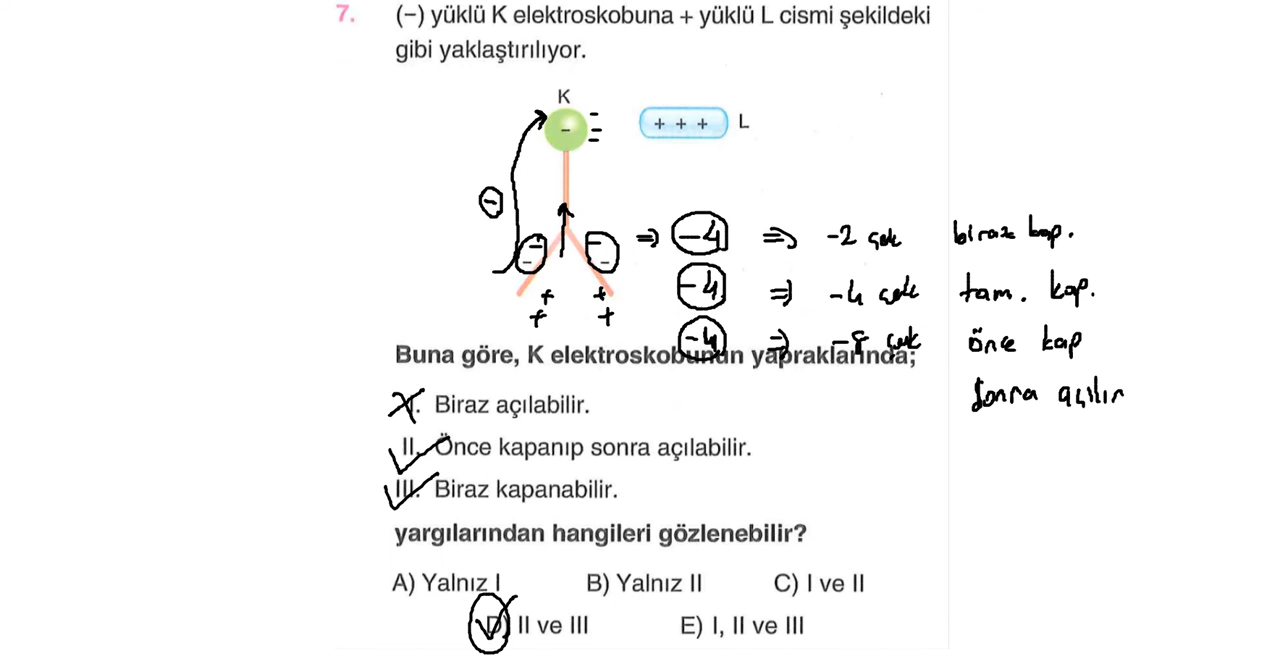 7. (−) yüklü K elektroskobuna + yüklü L cismi şekildeki
gibi yaklaştırılıyor.
K
-
+ + + L
⊖
− − ⇒ −4 ⇒ -2 çek biraz kap.
- -
-4 ⇒ -4 çek tam. kap.
+ +
+ +
-4 ⇒ -8 çek önce kap
sonra açılır
Buna göre, K elektroskobunun yapraklarında;
I. Biraz açılabilir.
II. Önce kapanıp sonra açılabilir.
III. Biraz kapanabilir.
yargılarından hangileri gözlenebilir?
A) Yalnız I B) Yalnız II C) I ve II
D) II ve III E) I, II ve III